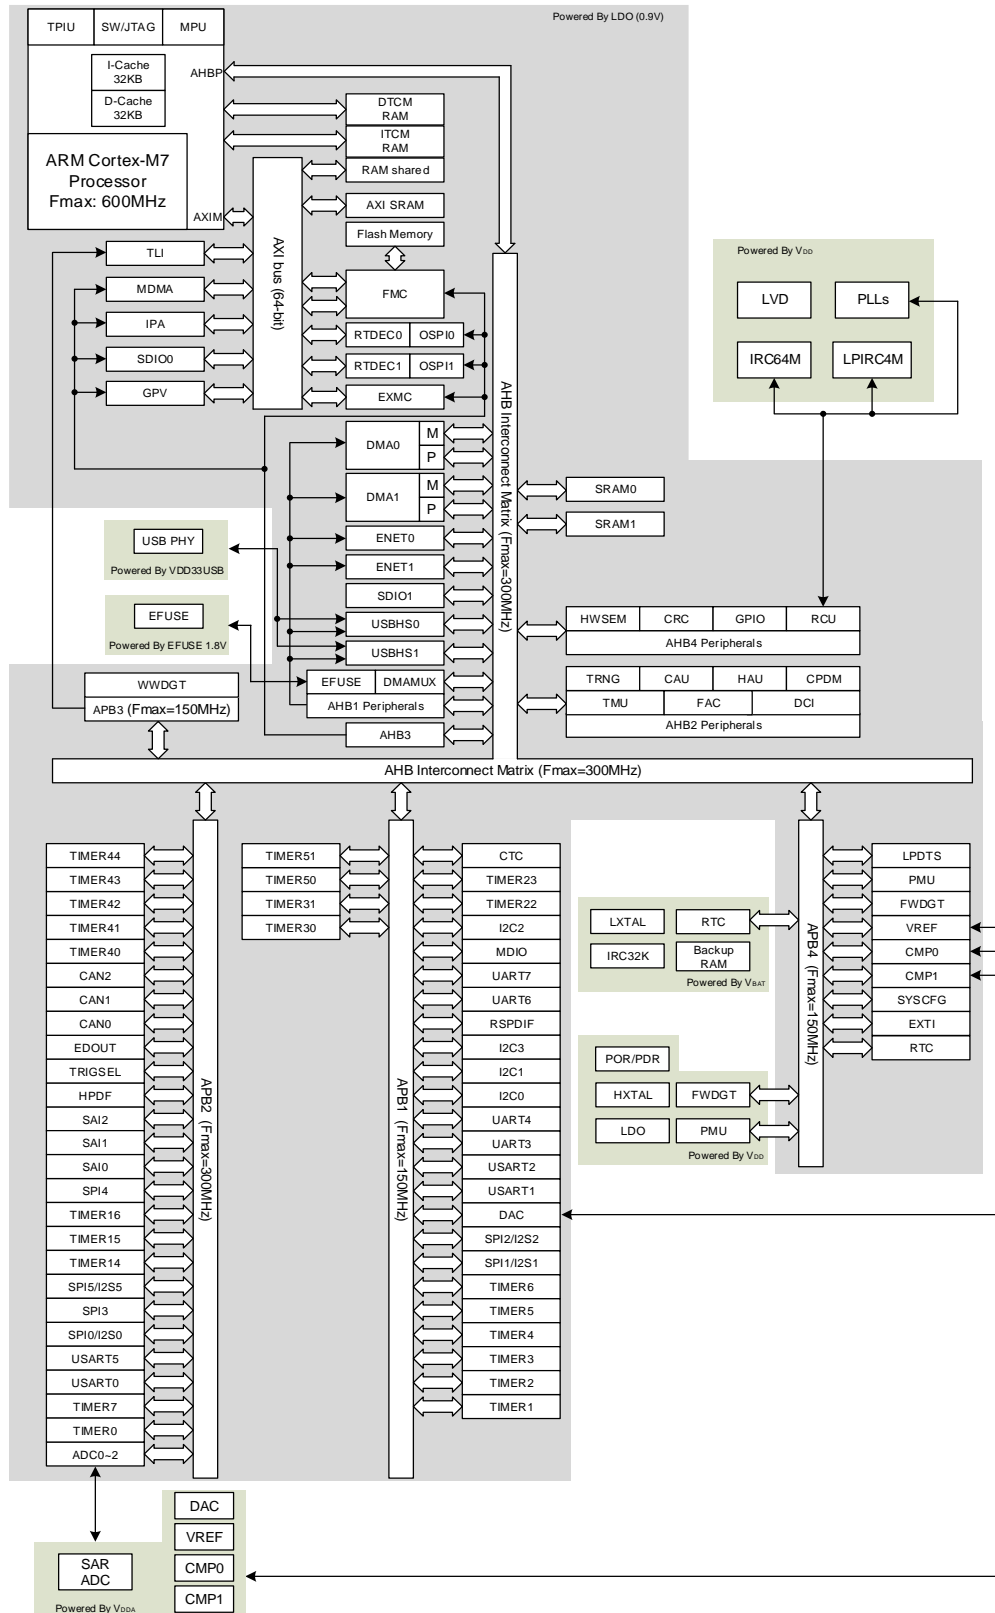 Powered By LDO (0.9V)
TPIU SW/JTAG MPU
I-Cache
32KB
D-Cache
32KB
AHBP
ARM Cortex-M7
Processor
Fmax: 600MHz
AXIM
DTCM
RAM
ITCM
RAM
RAM shared
AXI SRAM
Flash Memory
FMC
RTDEC0 OSPI0
RTDEC1 OSPI1
EXMC
TLI
MDMA
IPA
SDIO0
GPV
AXI bus (64-bit)
AHB Interconnect Matrix (Fmax=300MHz)
Powered By VDD
LVD PLLs
IRC64M LPIRC4M
DMA0 M
P
DMA1 M
P
ENET0
ENET1
SDIO1
USBHS0
USBHS1
EFUSE DMAMUX
AHB1 Peripherals
AHB3
SRAM0
SRAM1
USB PHY
Powered By VDD33USB
EFUSE
Powered By EFUSE 1.8V
WWDGT
APB3 (Fmax=150MHz)
HWSEM CRC GPIO RCU
AHB4 Peripherals
TRNG CAU HAU CPDM
TMU FAC DCI
AHB2 Peripherals
AHB Interconnect Matrix (Fmax=300MHz)
TIMER44
TIMER43
TIMER42
TIMER41
TIMER40
CAN2
CAN1
CAN0
EDOUT
TRIGSEL
HPDF
SAI2
SAI1
SAI0
SPI4
TIMER16
TIMER15
TIMER14
SPI5/I2S5
SPI3
SPI0/I2S0
USART5
USART0
TIMER7
TIMER0
ADC0~2
APB2 (Fmax=300MHz)
TIMER51
TIMER50
TIMER31
TIMER30
APB1 (Fmax=150MHz)
CTC
TIMER23
TIMER22
I2C2
MDIO
UART7
UART6
RSPDIF
I2C3
I2C1
I2C0
UART4
UART3
USART2
USART1
DAC
SPI2/I2S2
SPI1/I2S1
TIMER6
TIMER5
TIMER4
TIMER3
TIMER2
TIMER1
LXTAL RTC
IRC32K Backup
RAM
Powered By VBAT
POR/PDR
HXTAL FWDGT
LDO PMU
Powered By VDD
APB4 (Fmax=150MHz)
LPDTS
PMU
FWDGT
VREF
CMP0
CMP1
SYSCFG
EXTI
RTC
DAC
VREF
CMP0
CMP1
SAR
ADC
Powered By VDDA